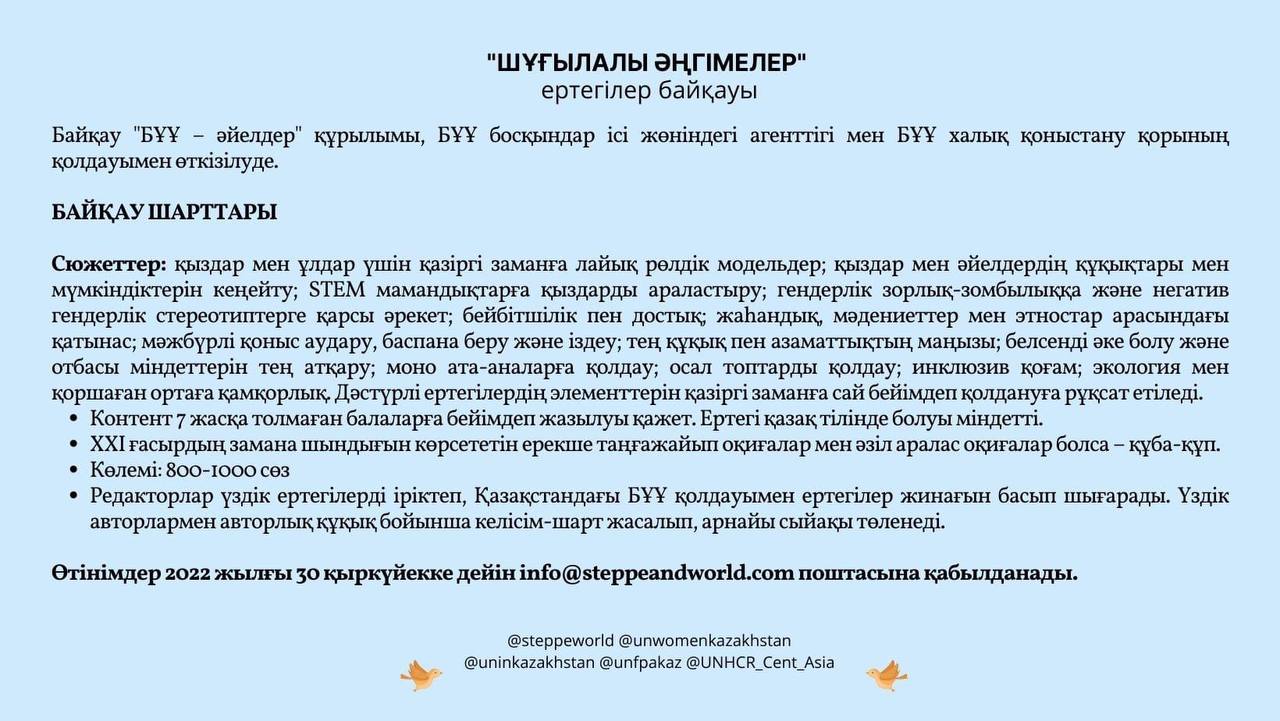 "ШҰҒЫЛАЛЫ ӘҢГІМЕЛЕР"
ертегілер байқауы
Байқау "БҰҰ – әйелдер" құрылымы, БҰҰ босқындар ісі жөніндегі агенттігі мен БҰҰ халық қоныстану қорының
қолдауымен өткізілуде.
БАЙҚАУ ШАРТТАРЫ
Сюжеттер: қыздар мен ұлдар үшін қазіргі заманға лайық рөлдік модельдер; қыздар мен әйелдердің құқықтары мен
мүмкіндіктерін кеңейту; STEM мамандықтарға қыздарды араластыру; гендерлік зорлық-зомбылыққа және негатив
гендерлік стереотиптерге қарсы әрекет; бейбітшілік пен достық; жаһандық, мәдениеттер мен этностар арасындағы
қатынас; мәжбүрлі қоныс аудару, баспана беру және іздеу; тең құқық пен азаматтықтың маңызы; белсенді әке болу және
отбасы міндеттерін тең атқару; моно ата-аналарға қолдау; осал топтарды қолдау; инклюзив қоғам; экология мен
қоршаған ортаға қамқорлық. Дәстүрлі ертегілердің элементтерін қазіргі заманға сай бейімдеп қолдануға рұқсат етіледі.
• Контент 7 жасқа толмаған балаларға бейімдеп жазылуы қажет. Ертегі қазақ тілінде болуы міндетті.
• XXI ғасырдың замана шындығын көрсететін ерекше таңғажайып оқиғалар мен әзіл аралас оқиғалар болса – құба-құп.
• Көлемі: 800-1000 сөз
• Редакторлар үздік ертегілерді іріктеп, Қазақстандағы БҰҰ қолдауымен ертегілер жинағын басып шығарады. Үздік
авторлармен авторлық құқық бойынша келісім-шарт жасалып, арнайы сыйақы төленеді.
Өтінімдер 2022 жылғы 30 қыркүйекке дейін info@steppeandworld.com поштасына қабылданады.
@steppeworld @unwomenkazakhstan
@uninkazakhstan @unfpakaz @UNHCR_Cent_Asia